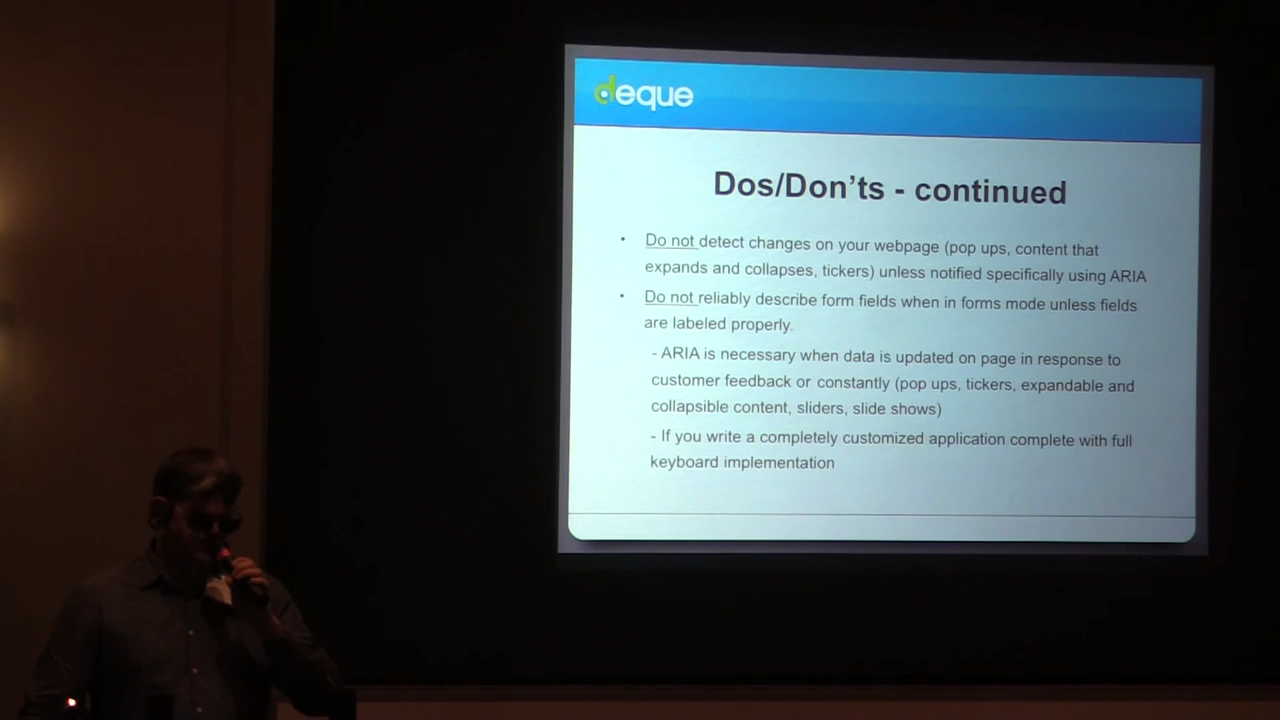 deque
Dos/Don'ts - continued
• Do not detect changes on your webpage (pop ups, content that
expands and collapses, tickers) unless notified specifically using ARIA
• Do not reliably describe form fields when in forms mode unless fields
are labeled properly.
- ARIA is necessary when data is updated on page in response to
customer feedback or constantly (pop ups, tickers, expandable and
collapsible content, sliders, slide shows)
- If you write a completely customized application complete with full
keyboard implementation